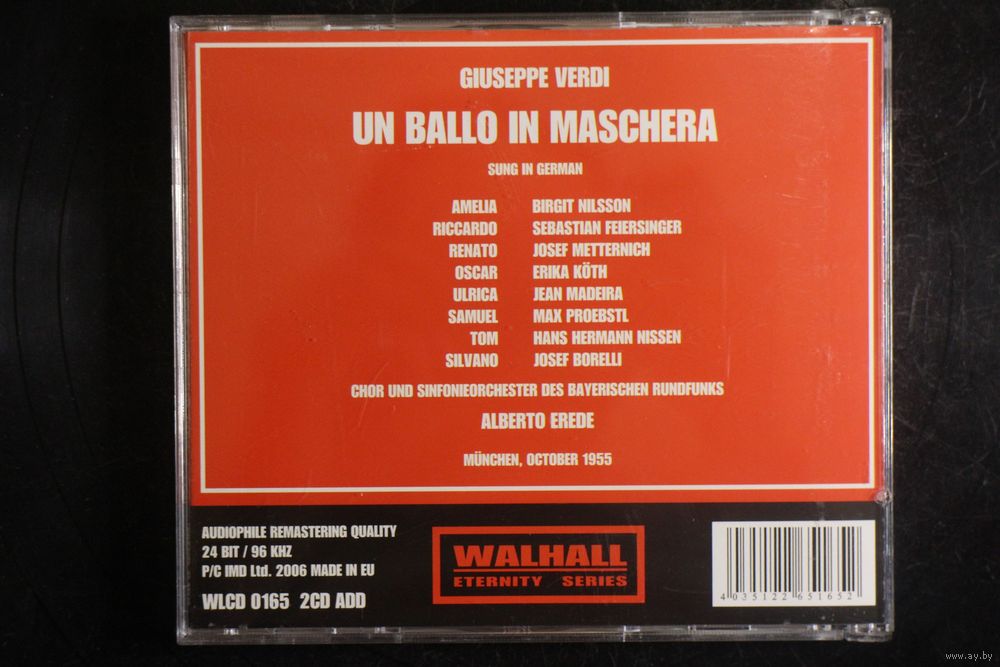 GIUSEPPE VERDI
UN BALLO IN MASCHERA
SUNG IN GERMAN
AMELIA BIRGIT NILSSON
RICCARDO SEBASTIAN FEIERSINGER
RENATO JOSEF METTERNICH
OSCAR ERIKA KÖTH
ULRICA JEAN MADEIRA
SAMUEL MAX PROEBSTL
TOM HANS HERMANN NISSEN
SILVANO JOSEF BORELLI
CHOR UND SINFONIEORCHESTER DES BAYERISCHEN RUNDFUNKS
ALBERTO EREDE
MÜNCHEN, OCTOBER 1955
AUDIOPHILE REMASTERING QUALITY
24 BIT / 96 KHZ
P/C IMD Ltd. 2006 MADE IN EU
WLCD 0165 2CD ADD
WALHALL
ETERNITY SERIES
4 035122 651652
www.ay.by